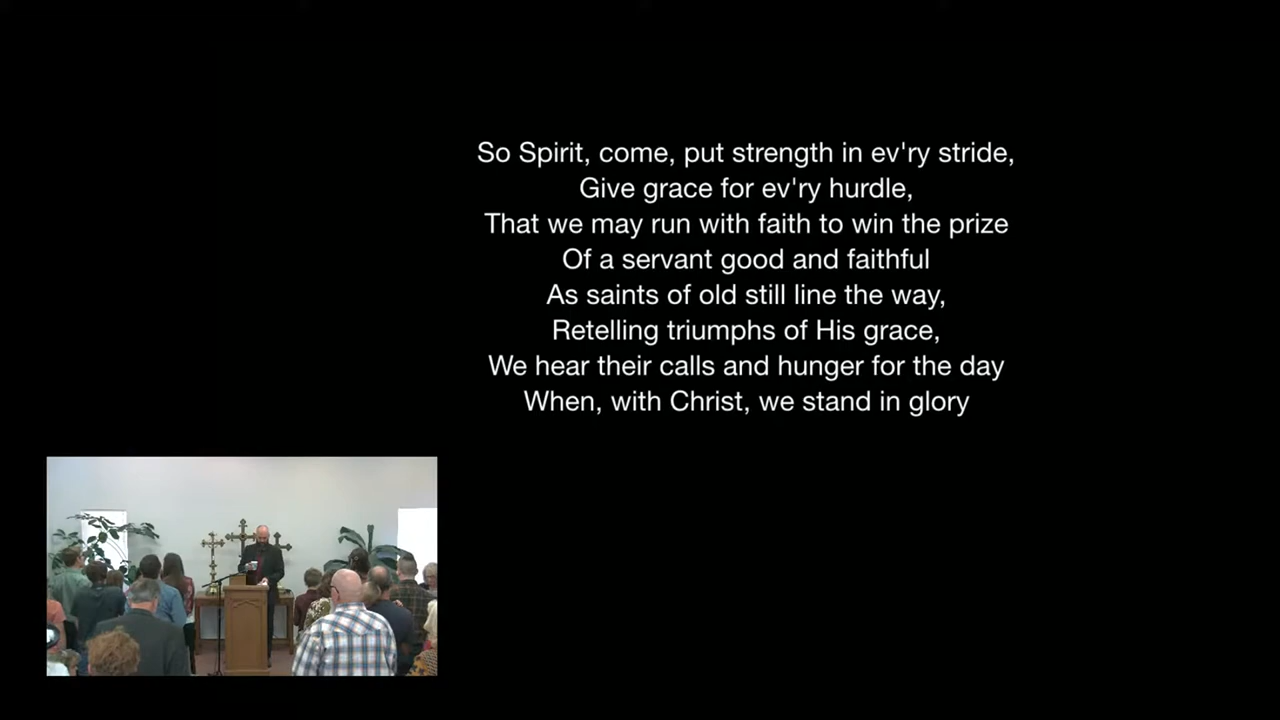 So Spirit, come, put strength in ev'ry stride,
Give grace for ev'ry hurdle,
That we may run with faith to win the prize
Of a servant good and faithful
As saints of old still line the way,
Retelling triumphs of His grace,
We hear their calls and hunger for the day
When, with Christ, we stand in glory